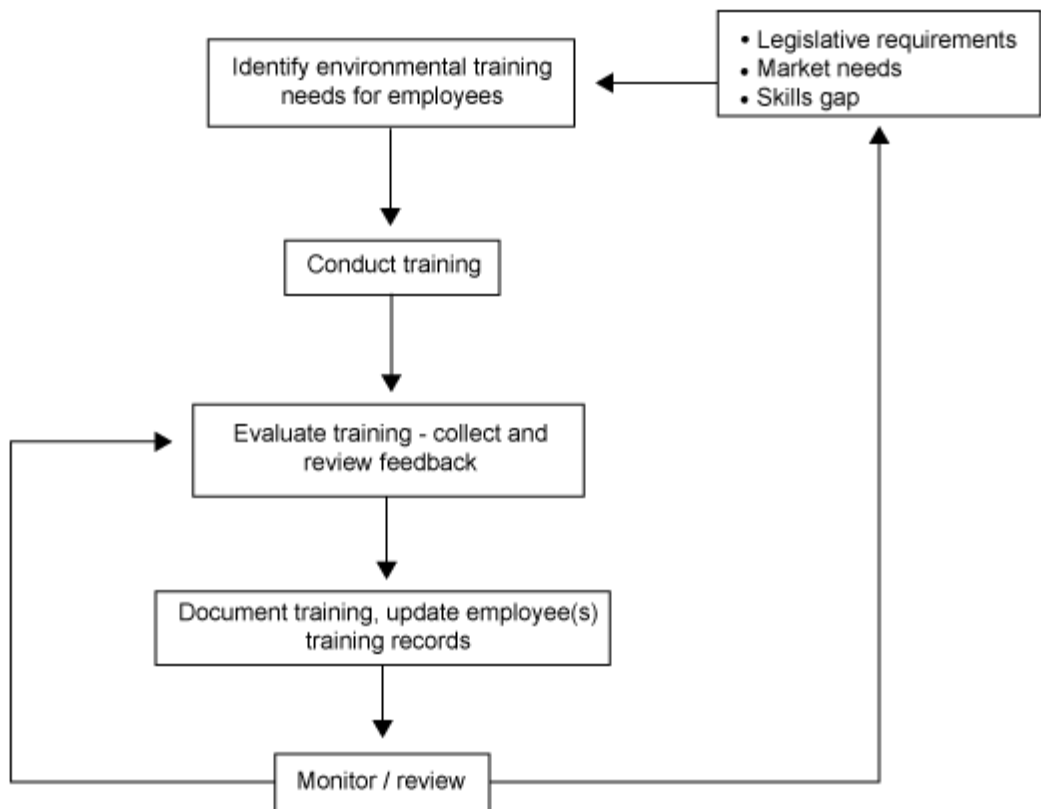 Identify environmental training
needs for employees
• Legislative requirements
• Market needs
• Skills gap
Conduct training
Evaluate training - collect and
review feedback
Document training, update employee(s)
training records
Monitor / review